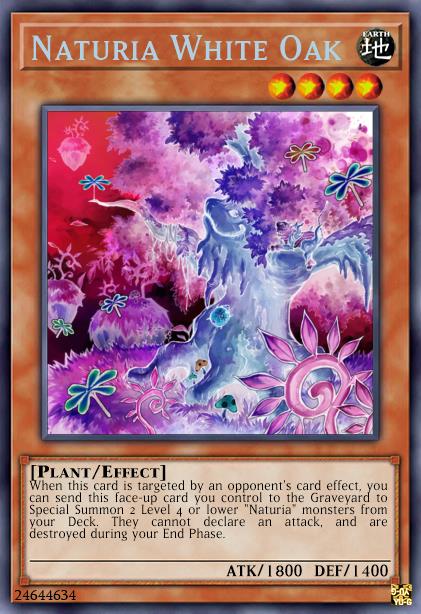 NATURIA WHITE OAK
EARTH
地
[PLANT/EFFECT]
When this card is targeted by an opponent's card effect, you
can send this face-up card you control to the Graveyard to
Special Summon 2 Level 4 or lower "Naturia" monsters from
your Deck. They cannot declare an attack, and are
destroyed during your End Phase.
ATK/1800 DEF/1400
24644634